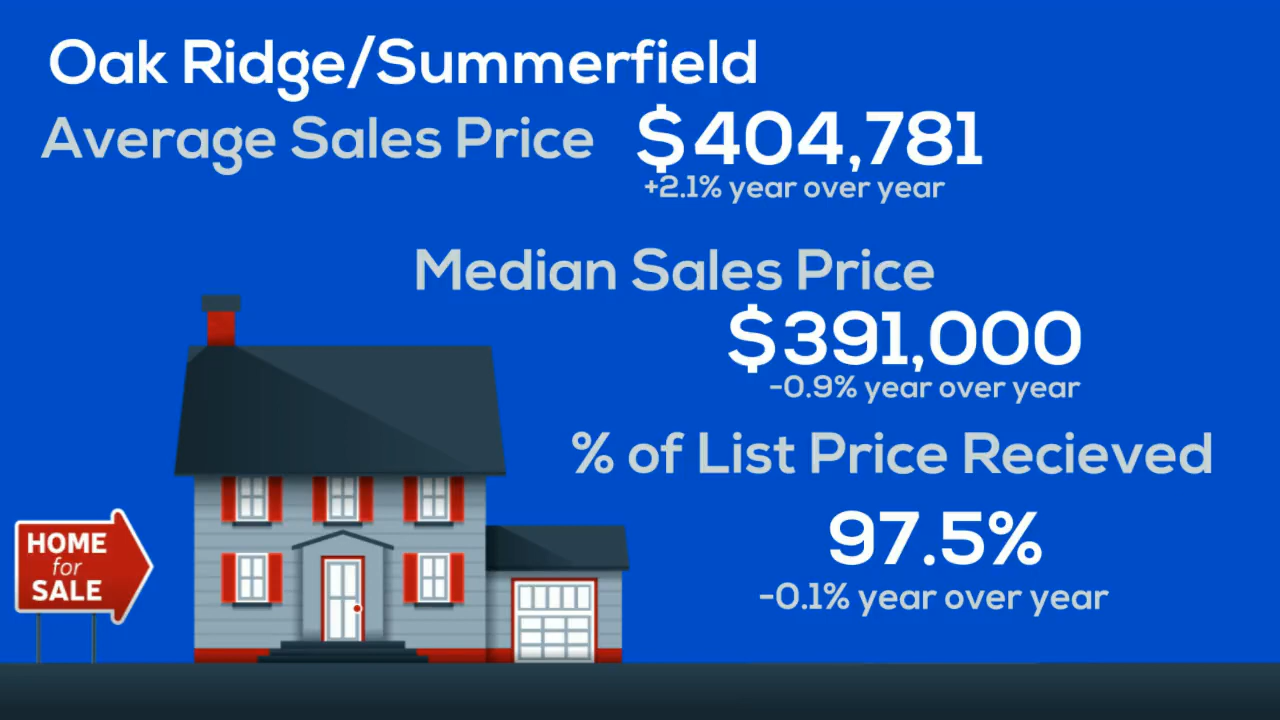 Oak Ridge/Summerfield
Average Sales Price $404,781
+2.1% year over year
Median Sales Price
$391,000
-0.9% year over year
% of List Price Recieved
97.5%
-0.1% year over year
HOME
for
SALE